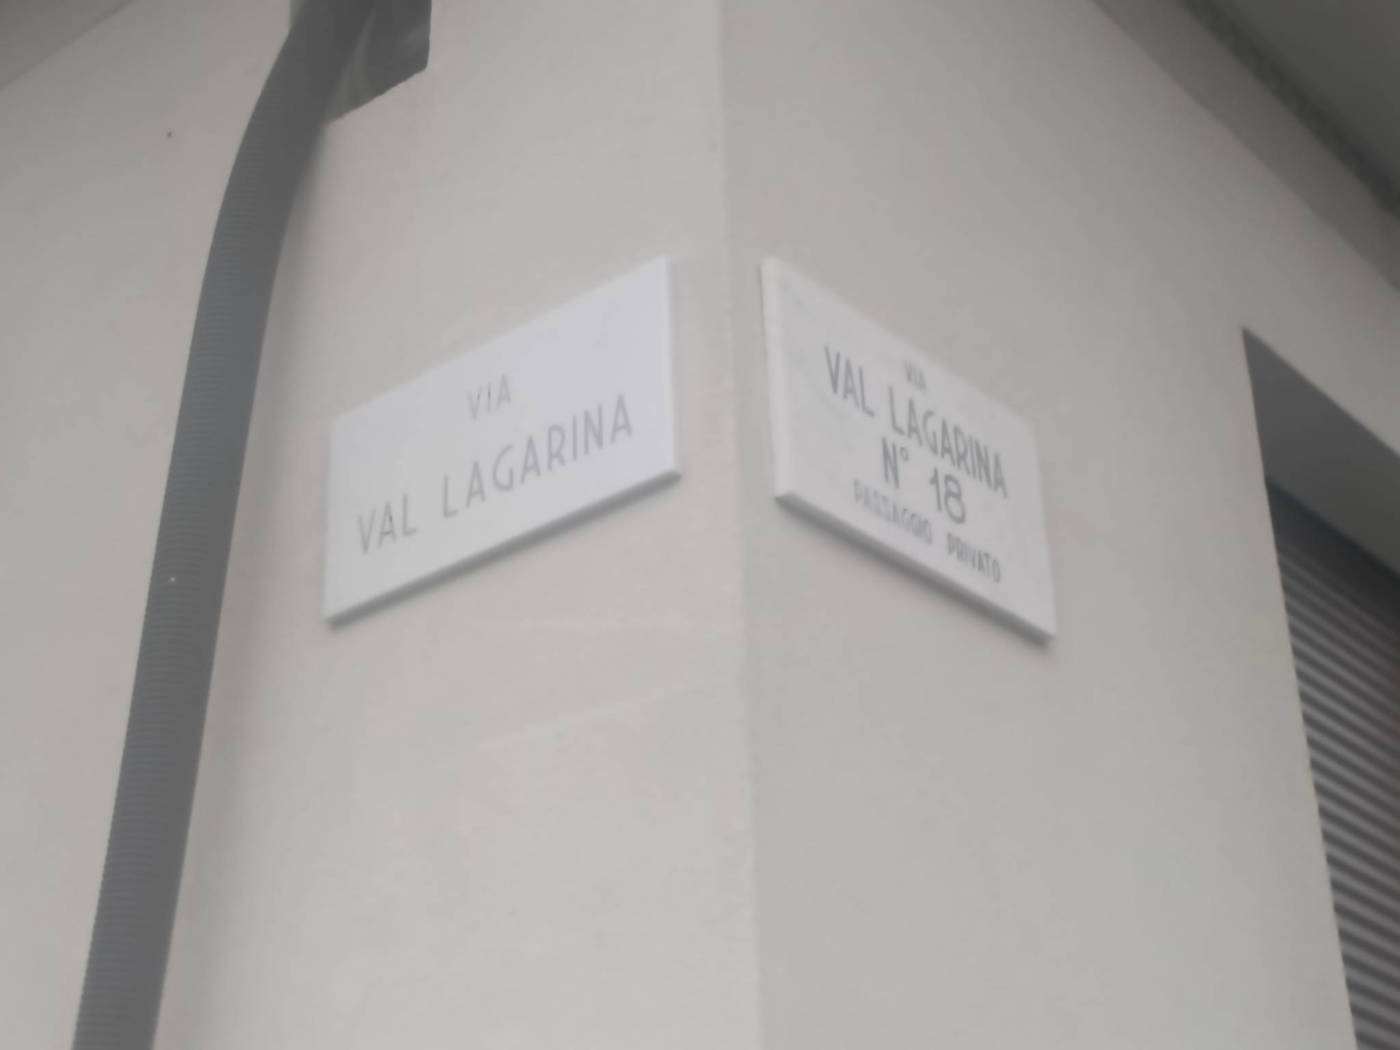 VIA
VAL LAGARINA
VIA
VAL LAGARINA
N° 18
PASSAGGIO PRIVATO